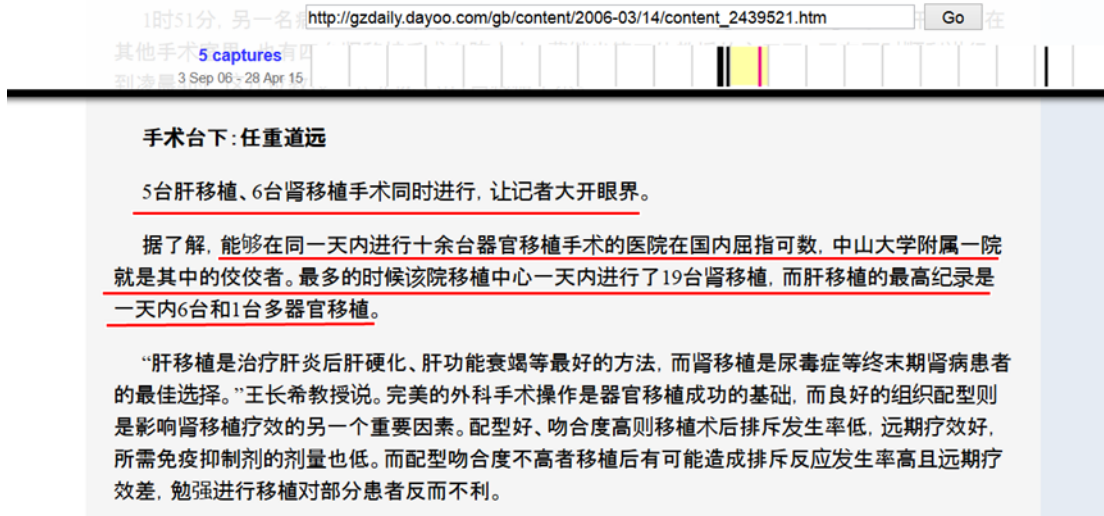 1时51分，另一名
http://gzdaily.dayoo.com/gb/content/2006-03/14/content_2439521.htm
Go
在
其他手术
5 captures
3 Sep 06 - 28 Apr 15
到凌晨
手术台下：任重道远
5台肝移植、6台肾移植手术同时进行，让记者大开眼界。
据了解，能够在同一天内进行十余台器官移植手术的医院在国内屈指可数，中山大学附属一院
就是其中的佼佼者。最多的时候该院移植中心一天内进行了19台肾移植，而肝移植的最高纪录是
一天内6台和1台多器官移植。
“肝移植是治疗肝炎后肝硬化、肝功能衰竭等最好的方法，而肾移植是尿毒症等终末期肾病患者
的最佳选择。”王长希教授说。完美的外科手术操作是器官移植成功的基础，而良好的组织配型则
是影响肾移植疗效的另一个重要因素。配型好、吻合度高则移植术后排斥发生率低，远期疗效好，
所需免疫抑制剂的剂量也低。而配型吻合度不高者移植后有可能造成排斥反应发生率高且远期疗
效差，勉强进行移植对部分患者反而不利。